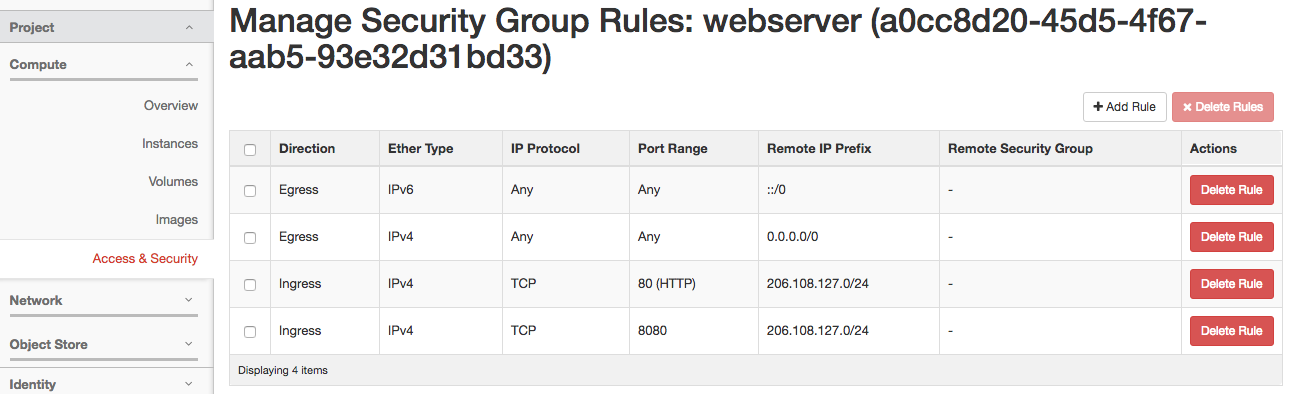 Project
Compute
Overview
Instances
Volumes
Images
Access & Security
Network
Object Store
Identity
Manage Security Group Rules: webserver (a0cc8d20-45d5-4f67-
aab5-93e32d31bd33)
+ Add Rule × Delete Rules
Direction Ether Type IP Protocol Port Range Remote IP Prefix Remote Security Group Actions
Egress IPv6 Any Any ::/0 - Delete Rule
Egress IPv4 Any Any 0.0.0.0/0 - Delete Rule
Ingress IPv4 TCP 80 (HTTP) 206.108.127.0/24 - Delete Rule
Ingress IPv4 TCP 8080 206.108.127.0/24 - Delete Rule
Displaying 4 items